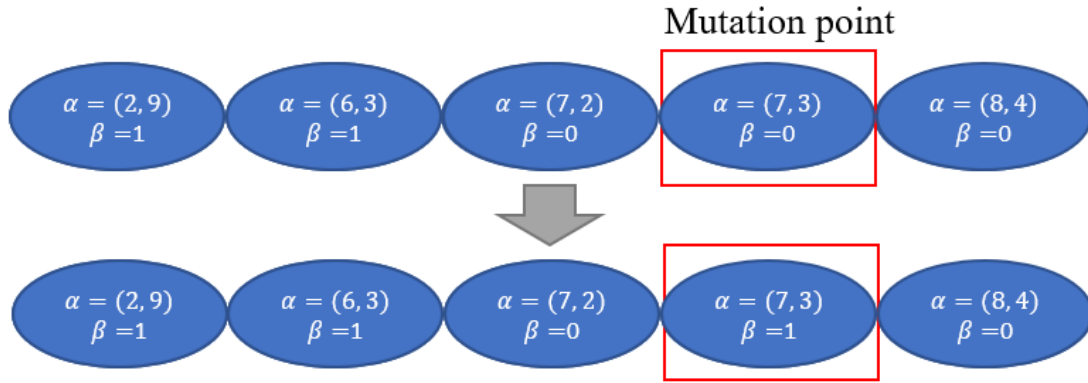 Mutation point
α = (2, 9)
β =1
α = (6, 3)
β =1
α = (7, 2)
β =0
α = (7, 3)
β =0
α = (8, 4)
β =0
α = (2, 9)
β =1
α = (6, 3)
β =1
α = (7, 2)
β =0
α = (7, 3)
β =1
α = (8, 4)
β =0